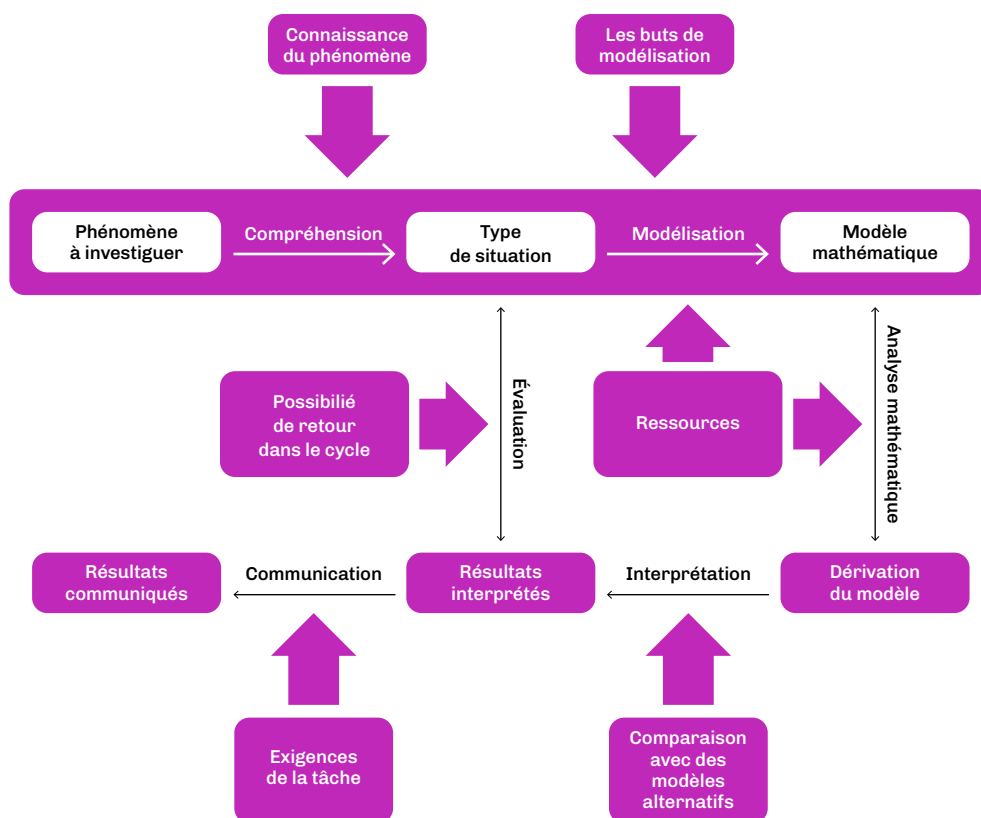 Connaissance
du phénomène
Les buts de
modélisation
Phénomène
à investiguer
Compréhension
Type
de situation
Modélisation
Modèle
mathématique
Possibilié
de retour
dans le cycle
Évaluation
Ressources
Analyse mathématique
Résultats
communiqués
Communication
Résultats
interprétés
Interprétation
Dérivation
du modèle
Exigences
de la tâche
Comparaison
avec des
modèles
alternatifs